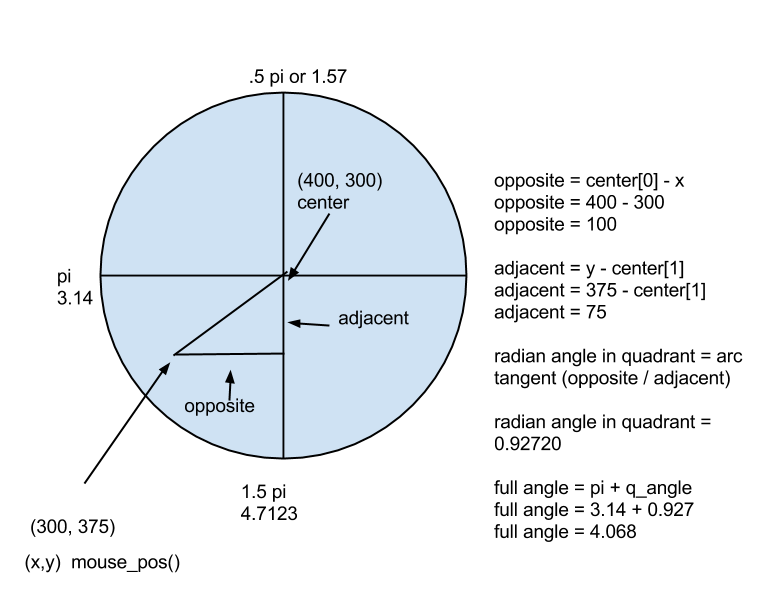 .5 pi or 1.57
(400, 300)
center
pi
3.14
adjacent
opposite
1.5 pi
4.7123
(300, 375)
(x,y) mouse_pos()
opposite = center[0] - x
opposite = 400 - 300
opposite = 100
adjacent = y - center[1]
adjacent = 375 - center[1]
adjacent = 75
radian angle in quadrant = arc
tangent (opposite / adjacent)
radian angle in quadrant =
0.92720
full angle = pi + q_angle
full angle = 3.14 + 0.927
full angle = 4.068